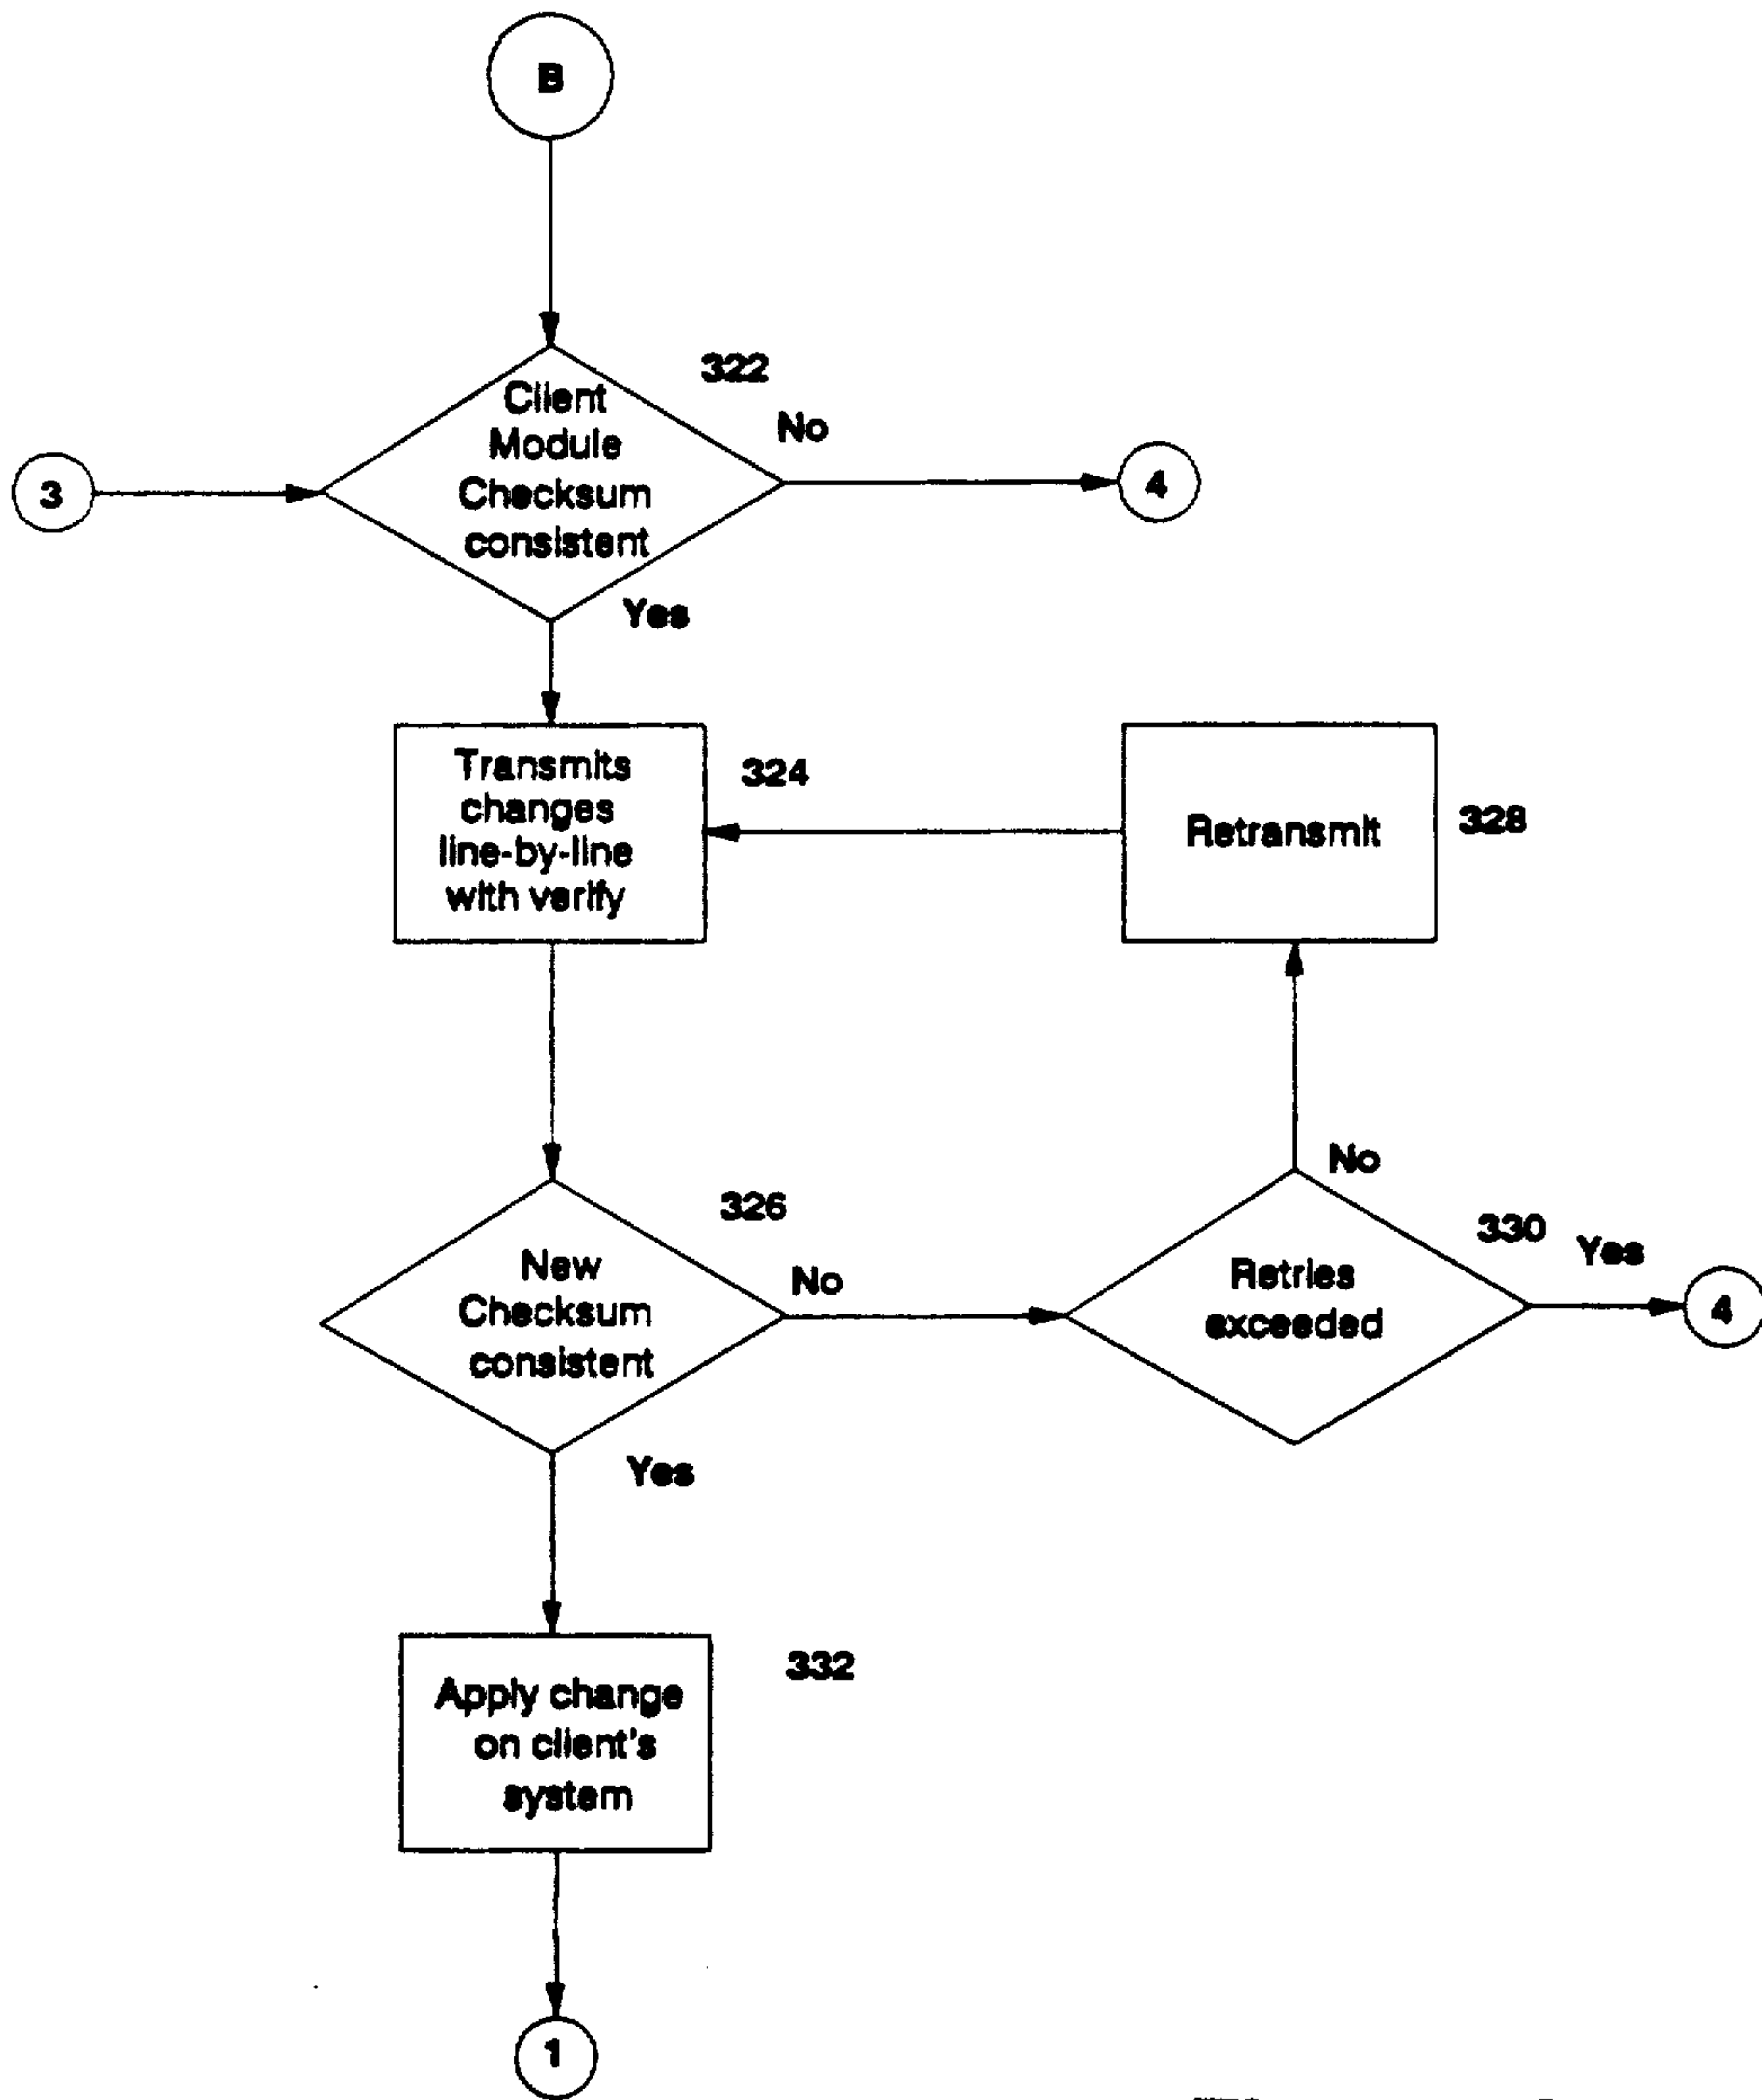 B
322
Client
Module
Checksum
consistent
No
3
4
Yes
Transmits
changes
line-by-line
with verify
324
Retransmit
328
No
326
New
Checksum
consistent
No
330
Yes
Retries
exceeded
4
Yes
332
Apply change
on client's
system
1